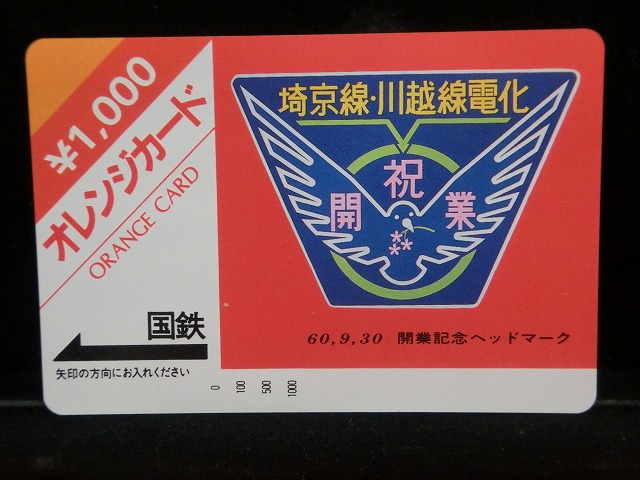 ¥1,000
オレンジカード
ORANGE CARD
国鉄
矢印の方向にお入れください
埼京線・川越線電化
祝
開 業
60,9,30 開業記念ヘッドマーク
0 100 500 1000